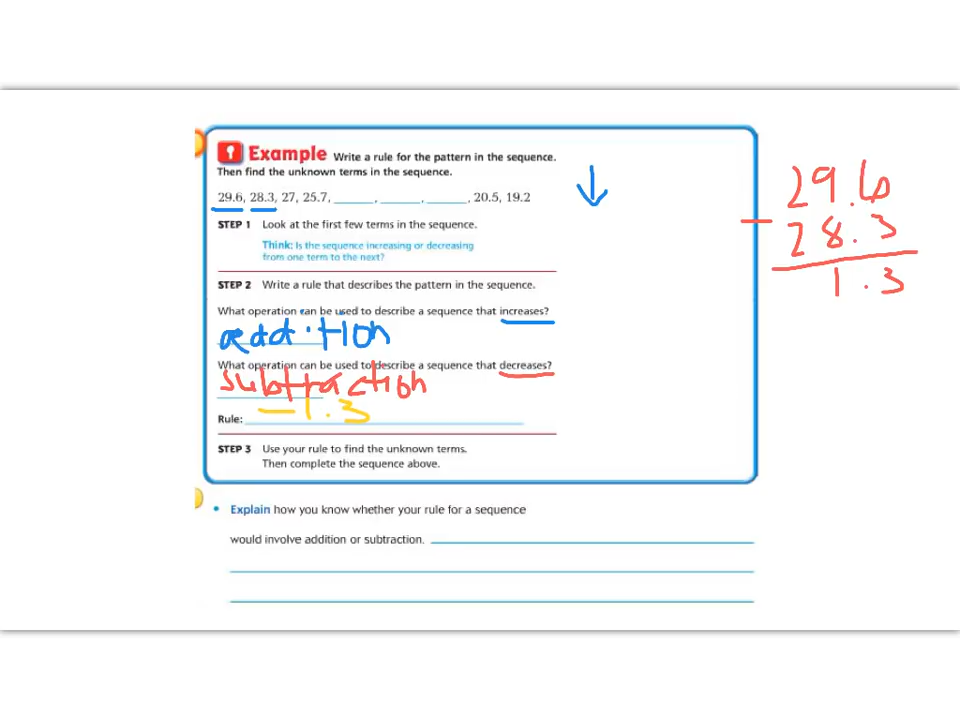 Example Write a rule for the pattern in the sequence.
Then find the unknown terms in the sequence.
29.6, 28.3, 27, 25.7, ______, ______, ______, 20.5, 19.2
STEP 1 Look at the first few terms in the sequence.
Think: Is the sequence increasing or decreasing
from one term to the next?
STEP 2 Write a rule that describes the pattern in the sequence.
What operation can be used to describe a sequence that increases?
addition
What operation can be used to describe a sequence that decreases?
subtraction
Rule: -1.3
STEP 3 Use your rule to find the unknown terms.
Then complete the sequence above.
• Explain how you know whether your rule for a sequence
would involve addition or subtraction.
29.6
- 28.3
1.3